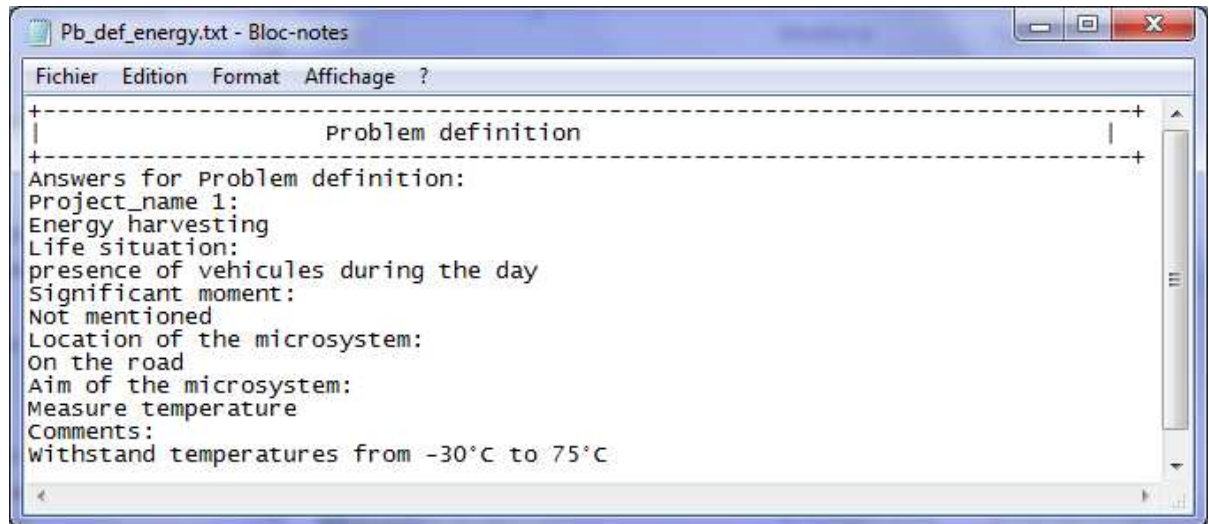 Pb_def_energy.txt - Bloc-notes
Fichier Edition Format Affichage ?
+---------------------------------------------------------------------------+
| Problem definition |
+---------------------------------------------------------------------------+
Answers for Problem definition:
Project_name 1:
Energy harvesting
Life situation:
presence of vehicules during the day
Significant moment:
Not mentioned
Location of the microsystem:
On the road
Aim of the microsystem:
Measure temperature
Comments:
Withstand temperatures from -30°C to 75°C